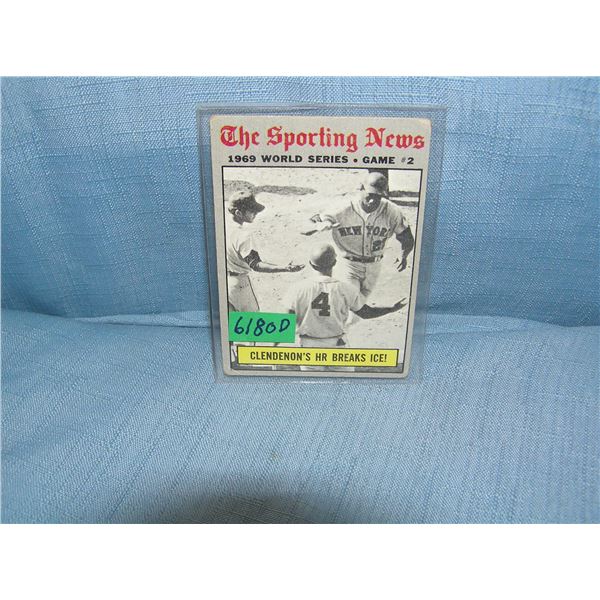 The Sporting News
1969 WORLD SERIES • GAME #2
NEW YORK
4
6180D
CLENDENON'S HR BREAKS ICE!